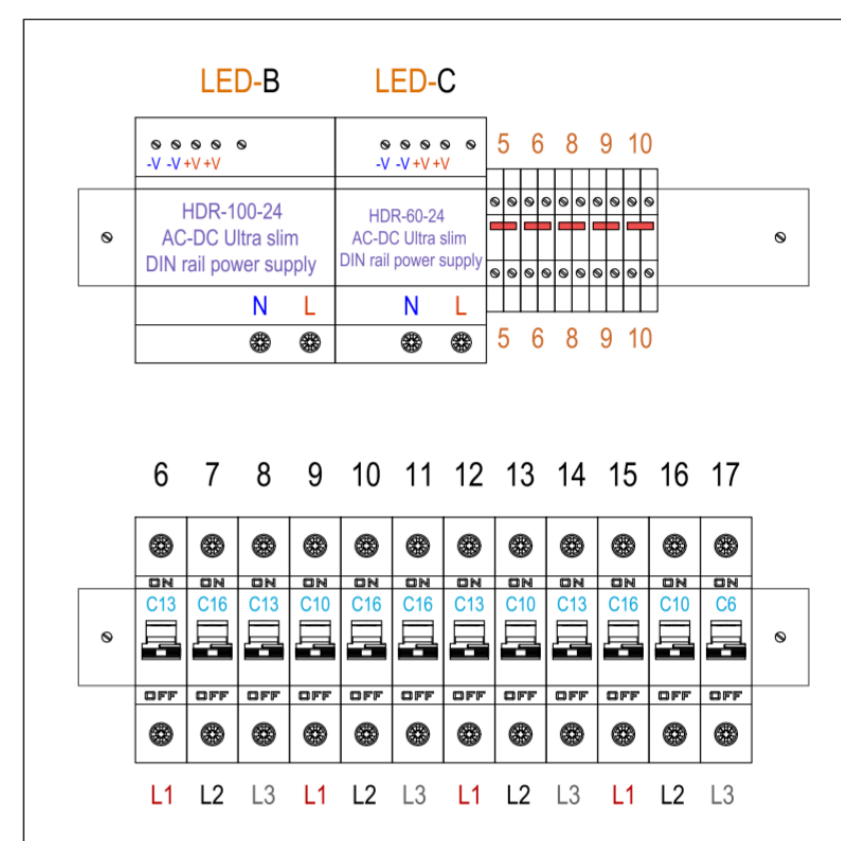 LED-B LED-C
5 6 8 9 10
-V -V +V +V -V -V +V +V
HDR-100-24
AC-DC Ultra slim
DIN rail power supply
HDR-60-24
AC-DC Ultra slim
DIN rail power supply
N L N L
5 6 8 9 10
6 7 8 9 10 11 12 13 14 15 16 17
ON ON ON ON ON ON ON ON ON ON ON ON
C13 C16 C13 C10 C16 C16 C13 C10 C13 C16 C10 C6
OFF OFF OFF OFF OFF OFF OFF OFF OFF OFF OFF OFF
L1 L2 L3 L1 L2 L3 L1 L2 L3 L1 L2 L3